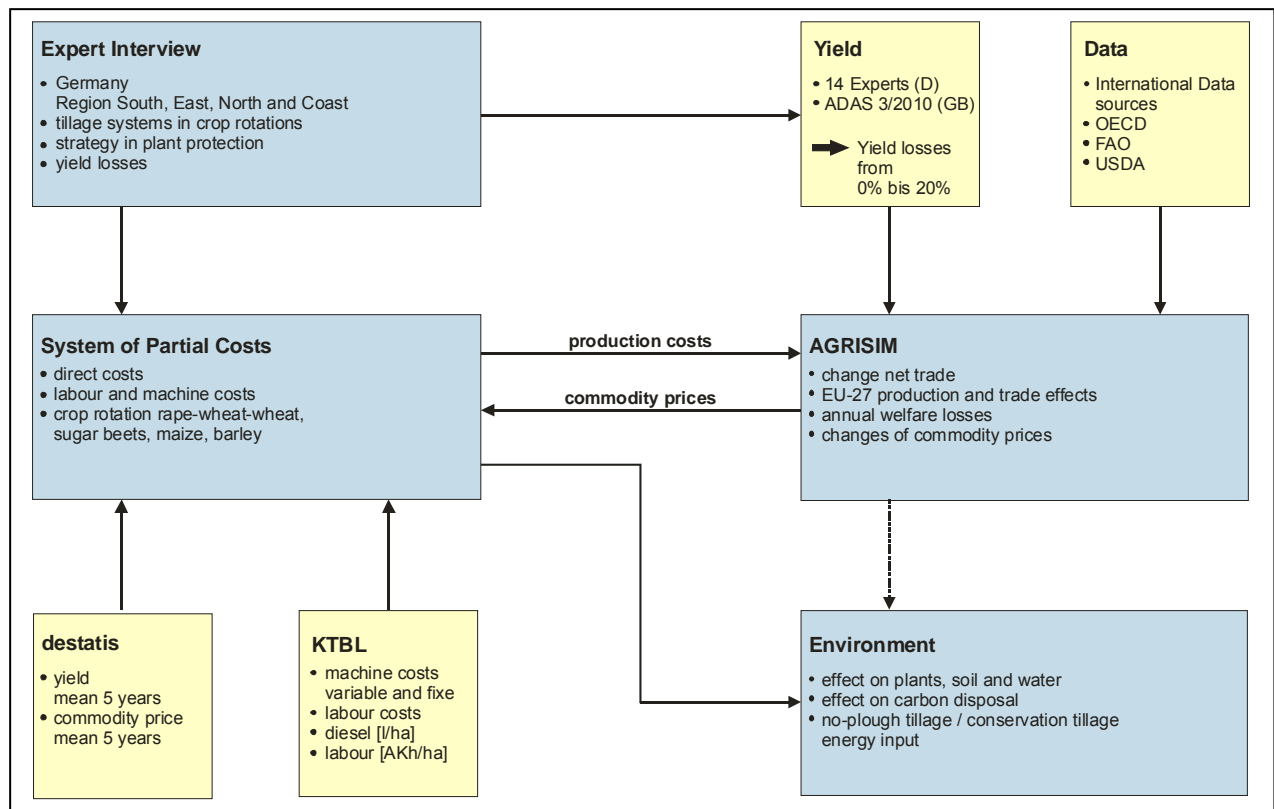 Expert Interview
• Germany
Region South, East, North and Coast
• tillage systems in crop rotations
• strategy in plant protection
• yield losses
Yield
• 14 Experts (D)
• ADAS 3/2010 (GB)
Yield losses
from
0% bis 20%
Data
• International Data
sources
• OECD
• FAO
• USDA
System of Partial Costs
• direct costs
• labour and machine costs
• crop rotation rape-wheat-wheat,
sugar beets, maize, barley
production costs
commodity prices
AGRISIM
• change net trade
• EU-27 production and trade effects
• annual welfare losses
• changes of commodity prices
destatis
• yield
mean 5 years
• commodity price
mean 5 years
KTBL
• machine costs
variable and fixe
• labour costs
• diesel [l/ha]
• labour [AKh/ha]
Environment
• effect on plants, soil and water
• effect on carbon disposal
• no-plough tillage / conservation tillage
energy input